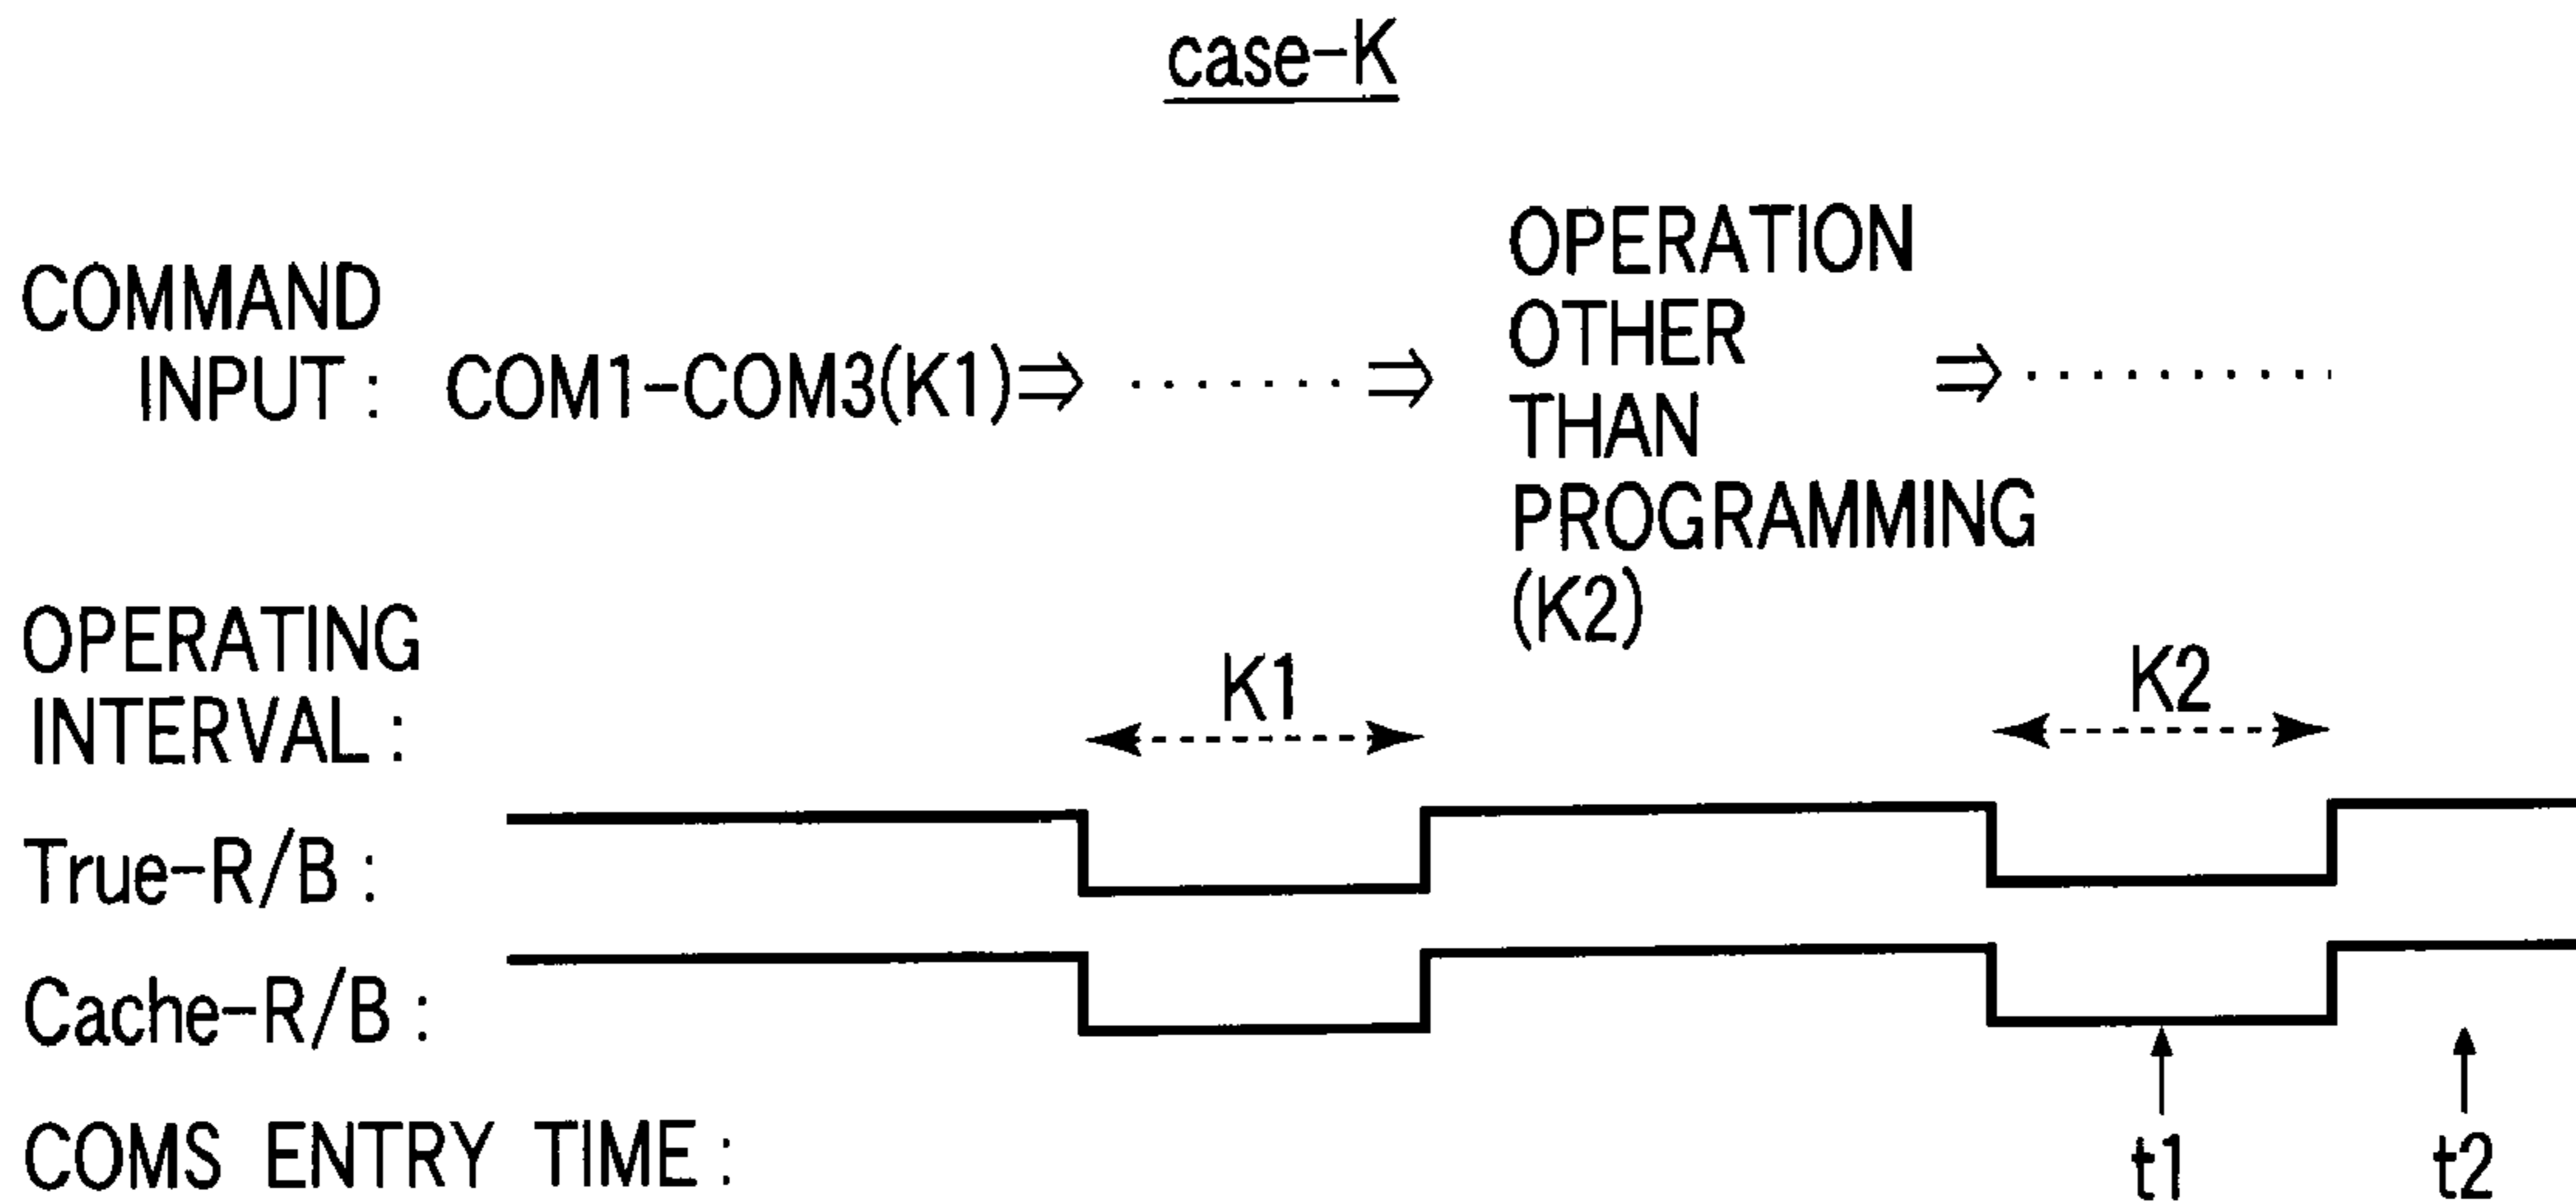 case-K
COMMAND
INPUT : COM1-COM3(K1) ⇒ ······· ⇒ OPERATION
OTHER
THAN
PROGRAMMING
(K2) ⇒ ··········
OPERATING
INTERVAL :
K1
K2
True-R/B :
Cache-R/B :
COMS ENTRY TIME :
t1
t2